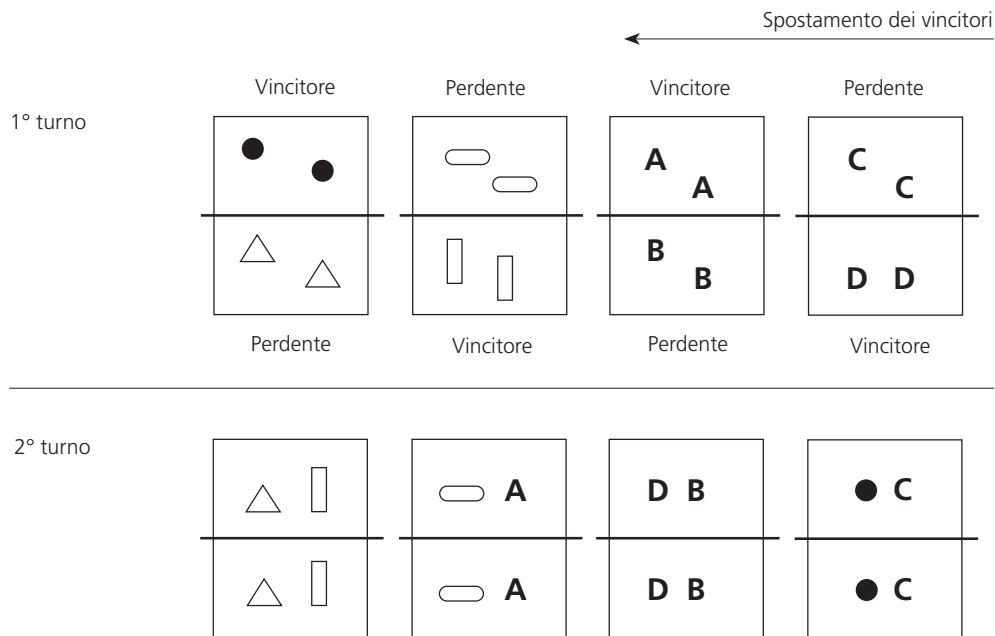 Spostamento dei vincitori
Vincitore Perdente Vincitore Perdente
1° turno
A C
A C
B
B D D
Perdente Vincitore Perdente Vincitore
2° turno
A D B C
A D B C